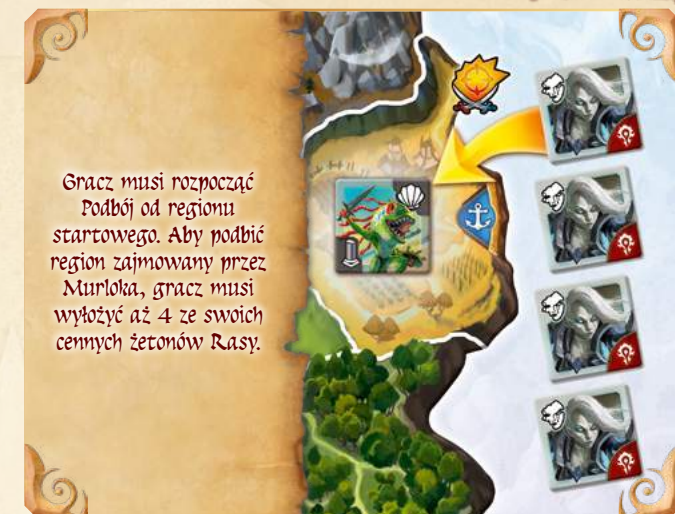 Gracz musi rozpocząć
Podbój od regionu
startowego. Aby podbić
region zajmowany przez
Murloka, gracz musi
wyłożyć aż 4 ze swoich
cennych żetonów Rasy.